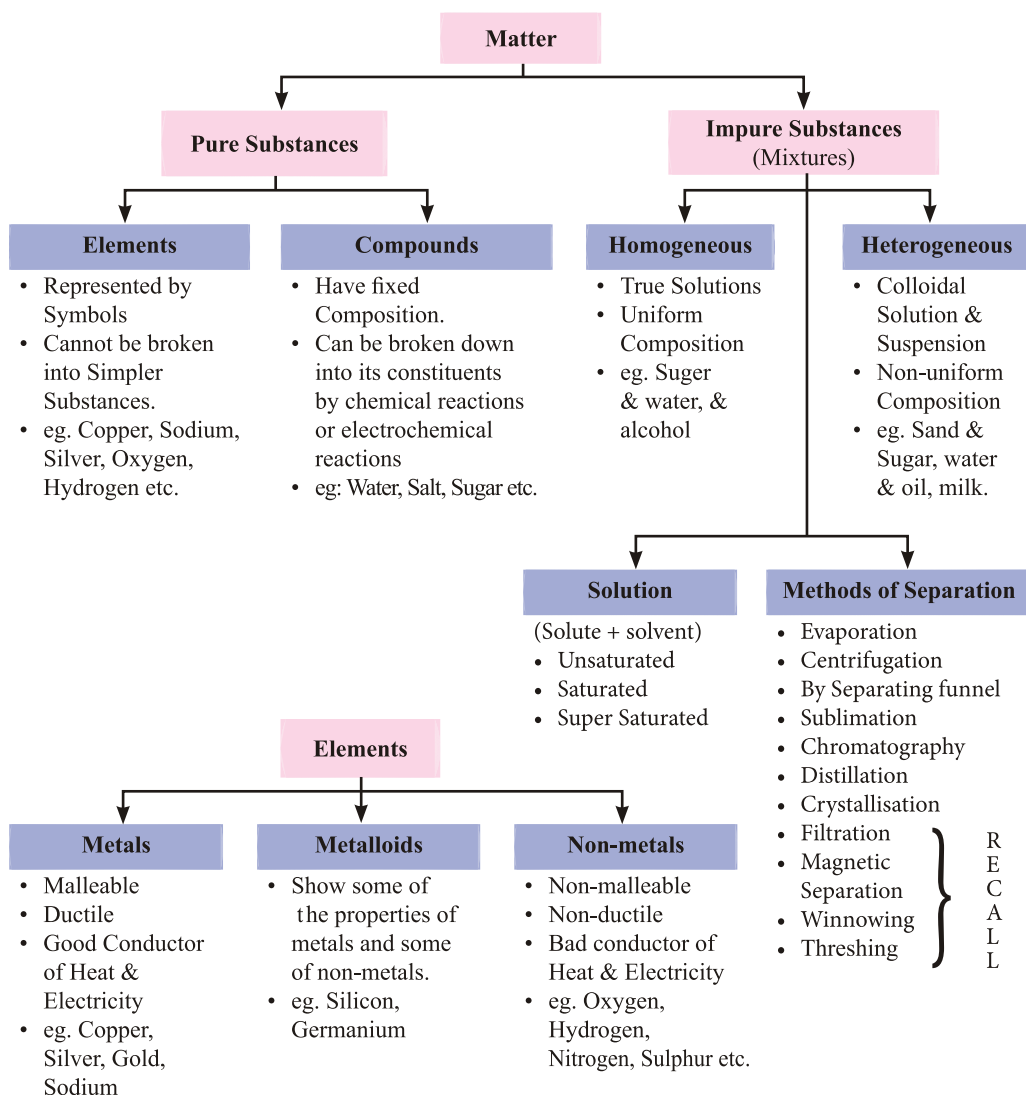 Matter
Pure Substances
Impure Substances
(Mixtures)
Elements
• Represented by
Symbols
• Cannot be broken
into Simpler
Substances.
• eg. Copper, Sodium,
Silver, Oxygen,
Hydrogen etc.
Compounds
• Have fixed
Composition.
• Can be broken down
into its constituents
by chemical reactions
or electrochemical
reactions
• eg: Water, Salt, Sugar etc.
Homogeneous
• True Solutions
• Uniform
Composition
• eg. Suger
& water, &
alcohol
Heterogeneous
• Colloidal
Solution &
Suspension
• Non-uniform
Composition
• eg. Sand &
Sugar, water
& oil, milk.
Solution
(Solute + solvent)
• Unsaturated
• Saturated
• Super Saturated
Methods of Separation
• Evaporation
• Centrifugation
• By Separating funnel
• Sublimation
• Chromatography
• Distillation
• Crystallisation
• Filtration
• Magnetic
Separation
• Winnowing
• Threshing
R
E
C
A
L
L
Elements
Metals
• Malleable
• Ductile
• Good Conductor
of Heat &
Electricity
• eg. Copper,
Silver, Gold,
Sodium
Metalloids
• Show some of
the properties of
metals and some
of non-metals.
• eg. Silicon,
Germanium
Non-metals
• Non-malleable
• Non-ductile
• Bad conductor of
Heat & Electricity
• eg. Oxygen,
Hydrogen,
Nitrogen, Sulphur etc.